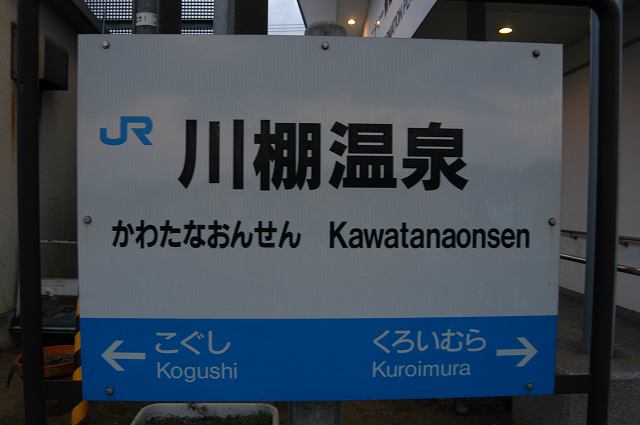 JR 川棚温泉
かわたなおんせん Kawatanaonsen
← こぐし くろいむら →
Kogushi Kuroimura